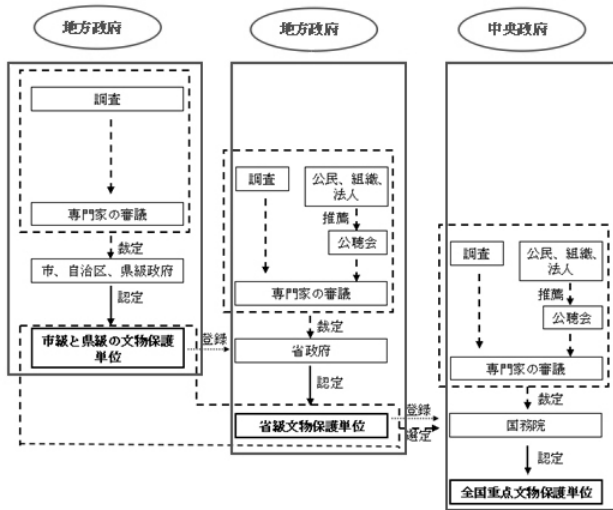 地方政府
調査
専門家の審議
裁定
市、自治区、県級政府
認定
市級と県級の文物保護
単位
登録
地方政府
調査
公民、組織、
法人
推薦
公聴会
専門家の審議
裁定
省政府
認定
省級文物保護単位
登録
選定
中央政府
調査
公民、組織、
法人
推薦
公聴会
専門家の審議
裁定
国務院
認定
全国重点文物保護単位